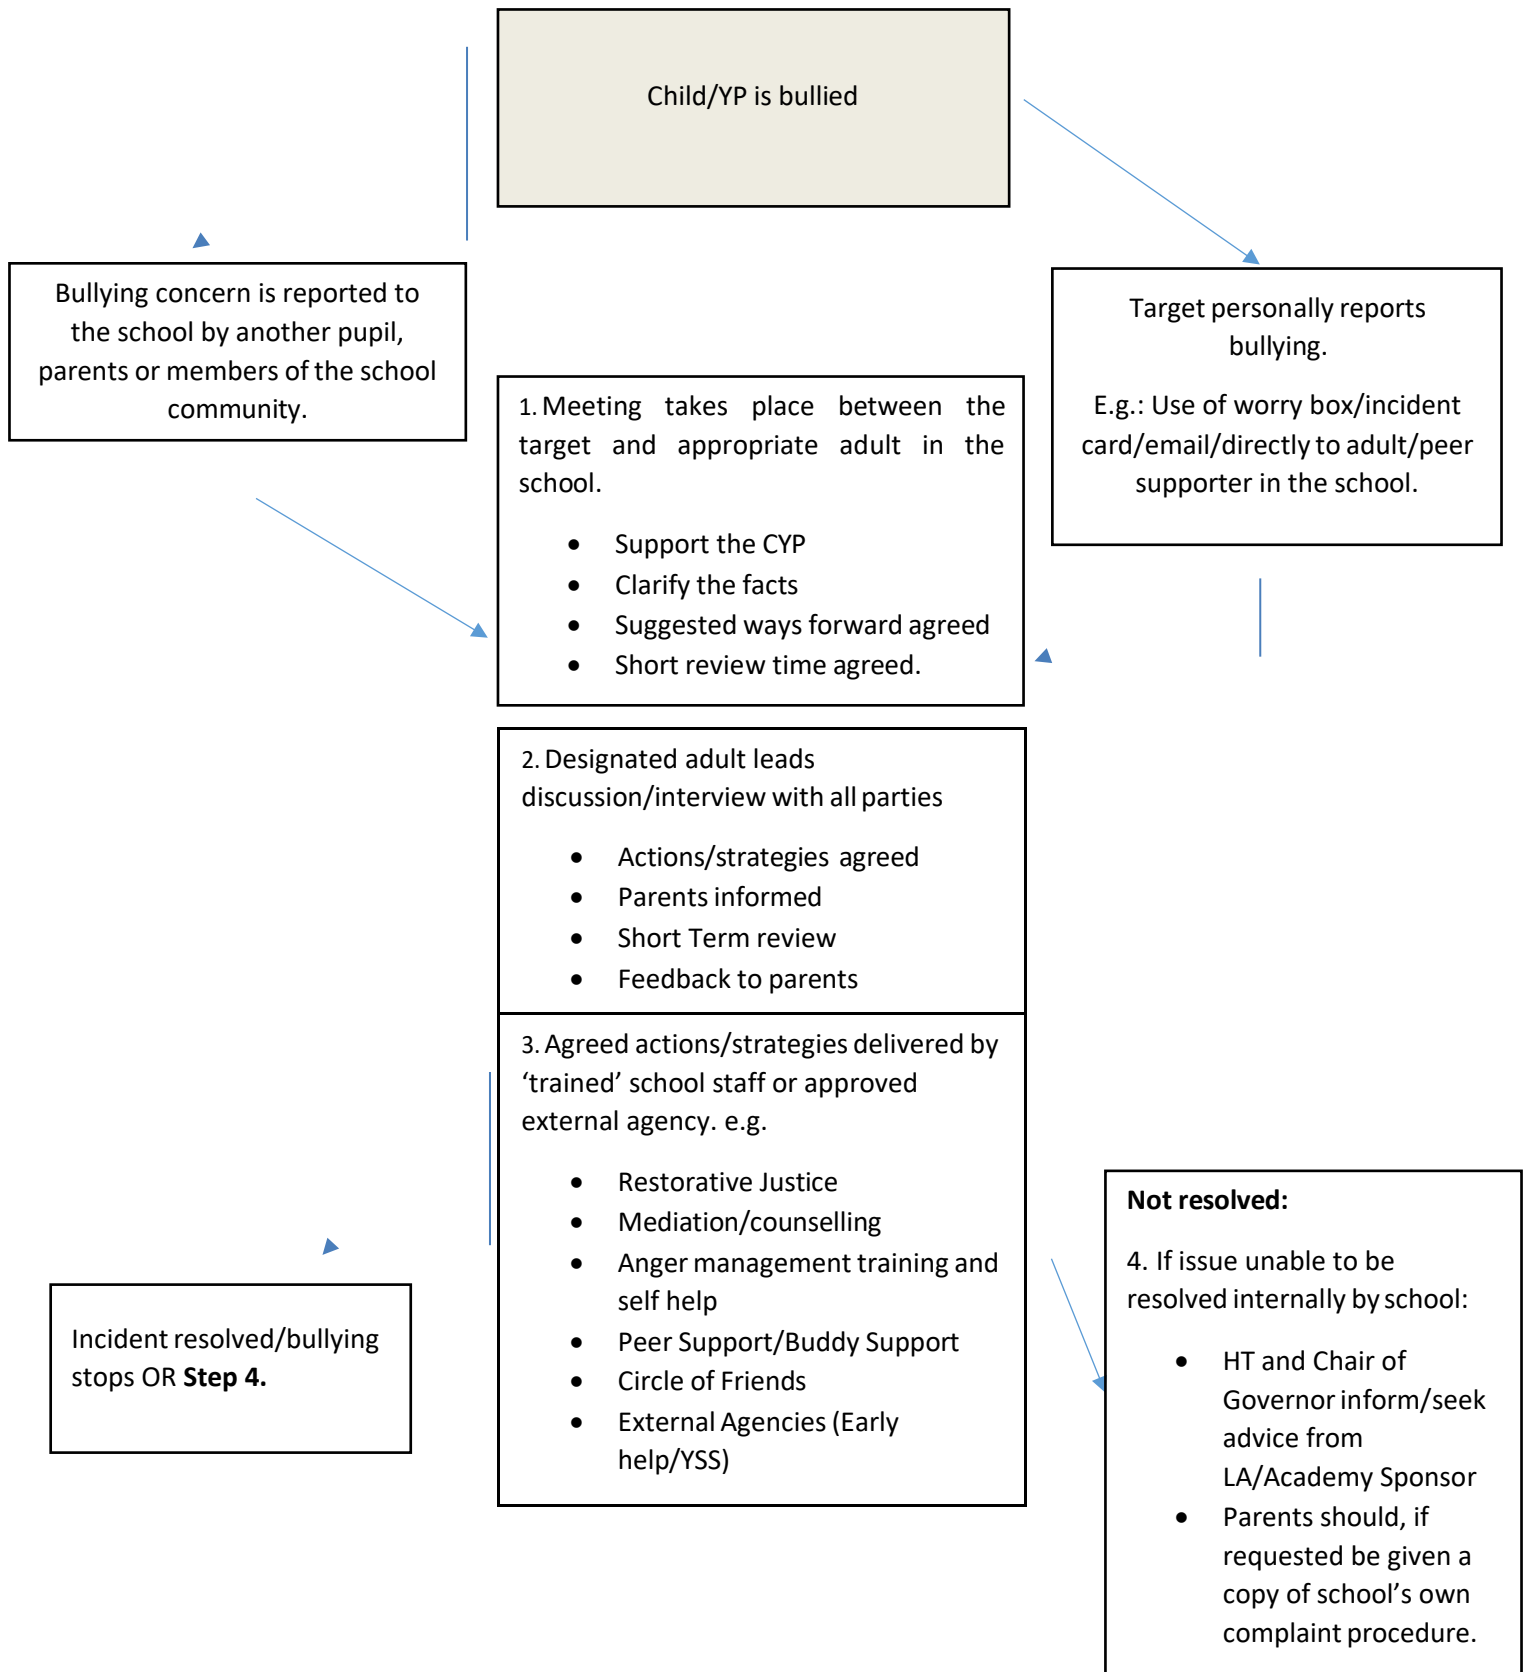 Child/YP is bullied
Bullying concern is reported to
the school by another pupil,
parents or members of the school
community.
Target personally reports
bullying.
E.g.: Use of worry box/incident
card/email/directly to adult/peer
supporter in the school.
1. Meeting takes place between the
target and appropriate adult in the
school.
• Support the CYP
• Clarify the facts
• Suggested ways forward agreed
• Short review time agreed.
2. Designated adult leads
discussion/interview with all parties
• Actions/strategies agreed
• Parents informed
• Short Term review
• Feedback to parents
3. Agreed actions/strategies delivered by
‘trained’ school staff or approved
external agency. e.g.
• Restorative Justice
• Mediation/counselling
• Anger management training and
self help
• Peer Support/Buddy Support
• Circle of Friends
• External Agencies (Early
help/YSS)
Incident resolved/bullying
stops OR Step 4.
Not resolved:
4. If issue unable to be
resolved internally by school:
• HT and Chair of
Governor inform/seek
advice from
LA/Academy Sponsor
• Parents should, if
requested be given a
copy of school’s own
complaint procedure.